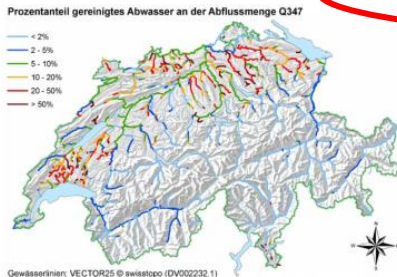 Prozentanteil gereinigtes Abwasser an der Abflussmenge Q347
< 2%
2 - 5%
5 - 10%
10 - 20%
20 - 50%
> 50%
Gewässerlinien: VECTOR25 © swisstopo (DV002232.1)